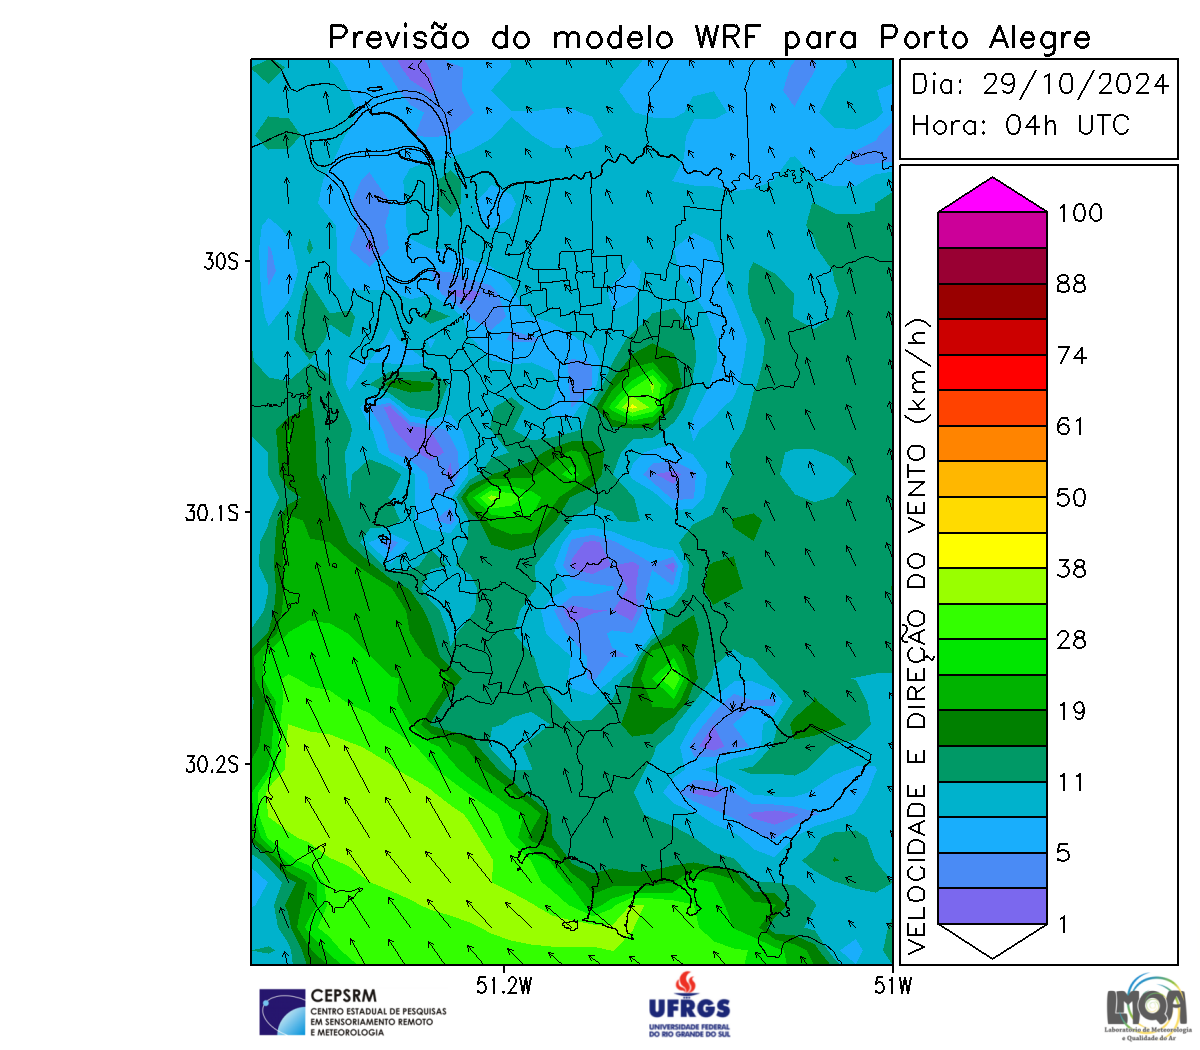 Previsão do modelo WRF para Porto Alegre
Dia: 29/10/2024
Hora: 04h UTC
30S
30.1S
30.2S
51.2W
51W
VELOCIDADE E DIREÇÃO DO VENTO (km/h)
100
88
74
61
50
38
28
19
11
5
1
CEPSRM
CENTRO ESTADUAL DE PESQUISAS
EM SENSORIAMENTO REMOTO
E METEOROLOGIA
UFRGS
UNIVERSIDADE FEDERAL
DO RIO GRANDE DO SUL
LMQA
Laboratório de Meteorologia
e Qualidade do Ar